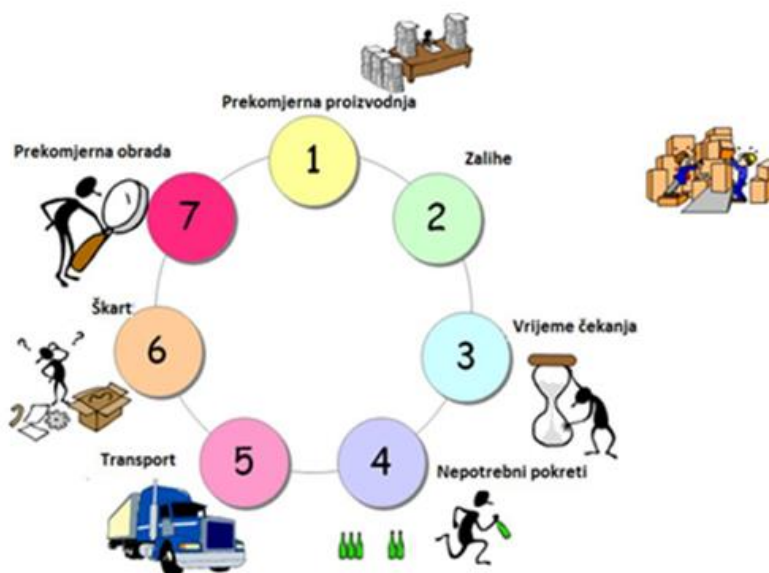 Prekomjerna proizvodnja
1
Zalihe
2
Vrijeme čekanja
3
Nepotrebni pokreti
4
Transport
5
Škart
6
Prekomjerna obrada
7
? ?